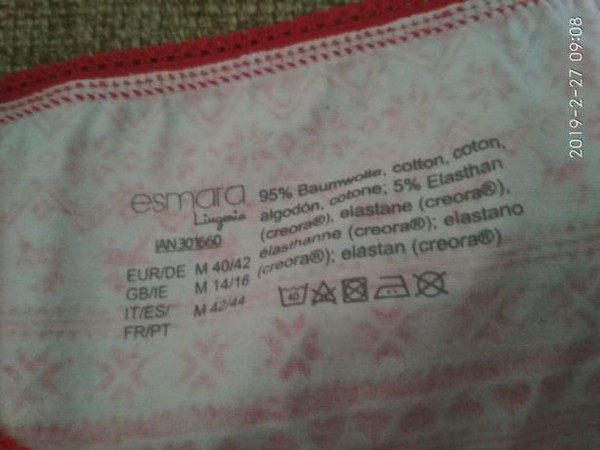 esmara
Lingerie
IAN 301660
EUR/DE M 40/42
GB/IE M 14/16
IT/ES/ M 42/44
FR/PT
95% Baumwolle, cotton, coton,
algodón, cotone; 5% Elasthan
(creora®), elastane (creora®),
élasthanne (creora®); elastano
(creora®); elastan (creora®)
40
2019-2-27 09:08